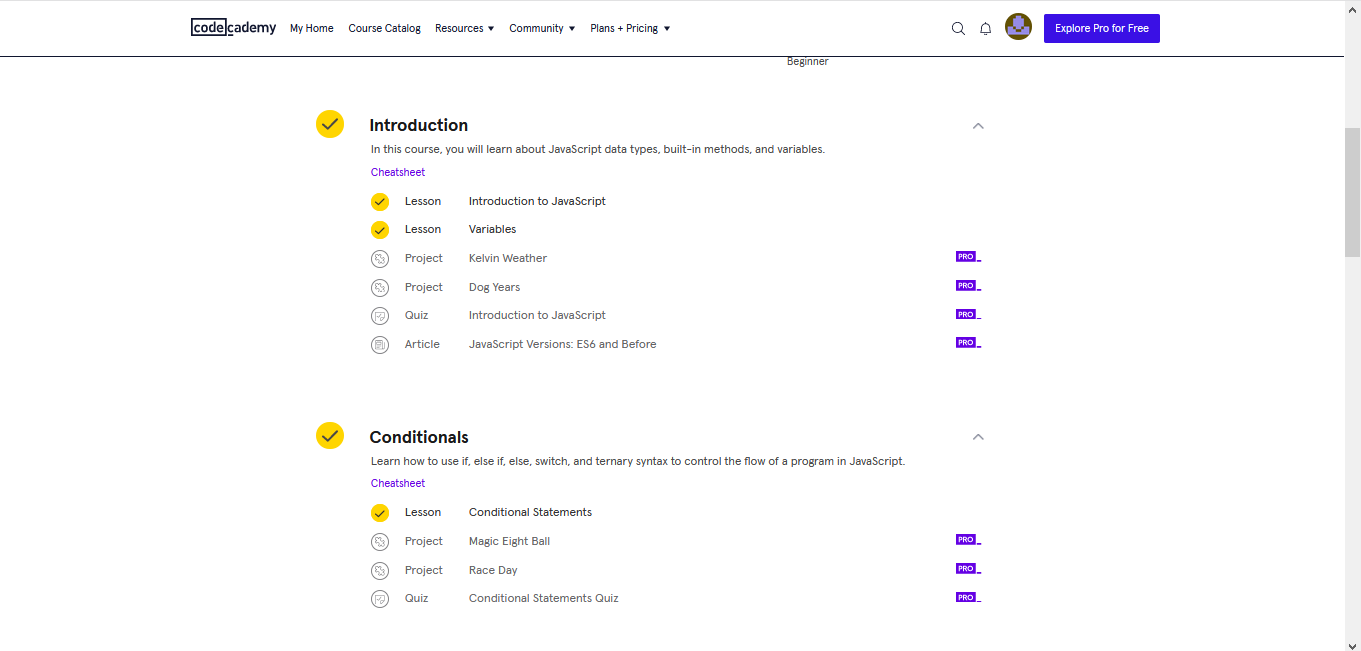 codecademy My Home Course Catalog Resources Community Plans + Pricing Explore Pro for Free
Beginner
Introduction
In this course, you will learn about JavaScript data types, built-in methods, and variables.
Cheatsheet
Lesson Introduction to JavaScript
Lesson Variables
Project Kelvin Weather PRO
Project Dog Years PRO
Quiz Introduction to JavaScript PRO
Article JavaScript Versions: ES6 and Before PRO
Conditionals
Learn how to use if, else if, else, switch, and ternary syntax to control the flow of a program in JavaScript.
Cheatsheet
Lesson Conditional Statements
Project Magic Eight Ball PRO
Project Race Day PRO
Quiz Conditional Statements Quiz PRO